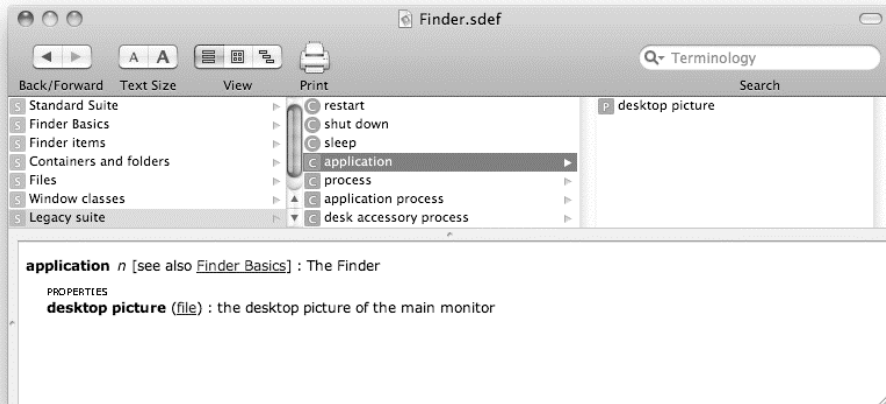 Finder.sdef
A A
Q Terminology
Back/Forward Text Size View Print Search
S Standard Suite C restart P desktop picture
S Finder Basics C shut down
S Finder items C sleep
S Containers and folders C application
S Files C process
S Window classes C application process
S Legacy suite C desk accessory process
application n [see also Finder Basics] : The Finder
PROPERTIES
desktop picture (file) : the desktop picture of the main monitor